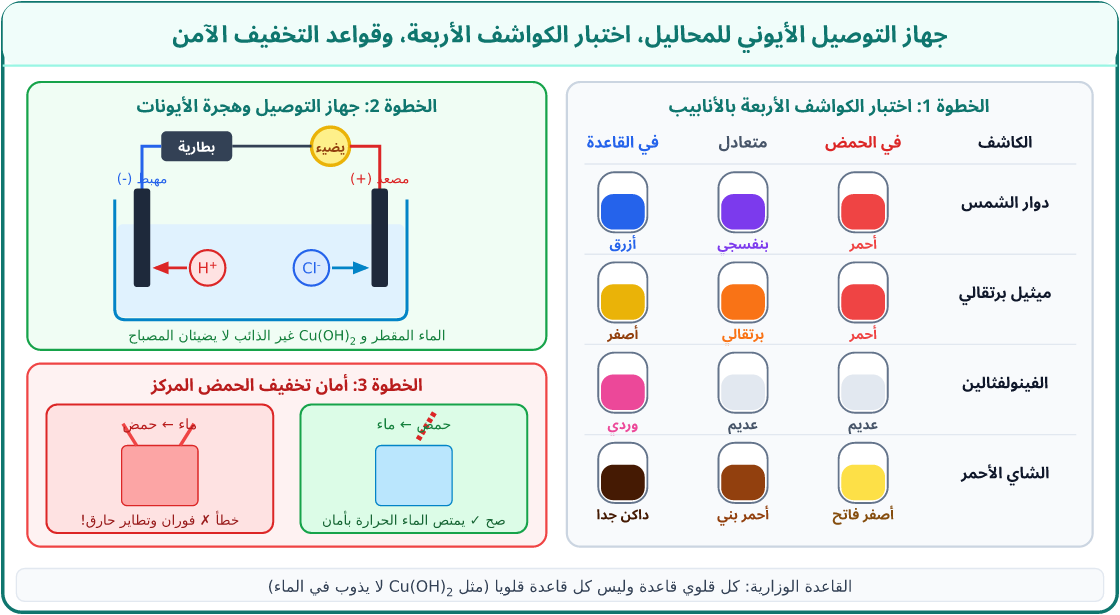 جهاز التوصيل الأيوني للمحاليل، اختبار الكواشف الأربعة، وقواعد التخفيف الآمن
الخطوة 1: اختبار الكواشف الأربعة بالأنابيب
الكاشف
في الحمض
متعادل
في القاعدة
دوار الشمس
أحمر
بنفسجي
أزرق
ميثيل برتقالي
أحمر
برتقالي
أصفر
الفينولفثالين
عديم
عديم
وردي
الشاي الأحمر
أصفر فاتح
أحمر بني
داكن جدا
الخطوة 2: جهاز التوصيل وهجرة الأيونات
يضيء
بطارية
مصعد (+)
مهبط (-)
Cl⁻
H⁺
الماء المقطر و Cu(OH)₂ غير الذائب لا يضيئان المصباح
الخطوة 3: أمان تخفيف الحمض المركز
حمض ← ماء
صح ✓ يمتص الماء الحرارة بأمان
ماء ← حمض
خطأ ✗ فوران وتطاير حارق!
القاعدة الوزارية: كل قلوي قاعدة وليس كل قاعدة قلويا (مثل Cu(OH)₂ لا يذوب في الماء)